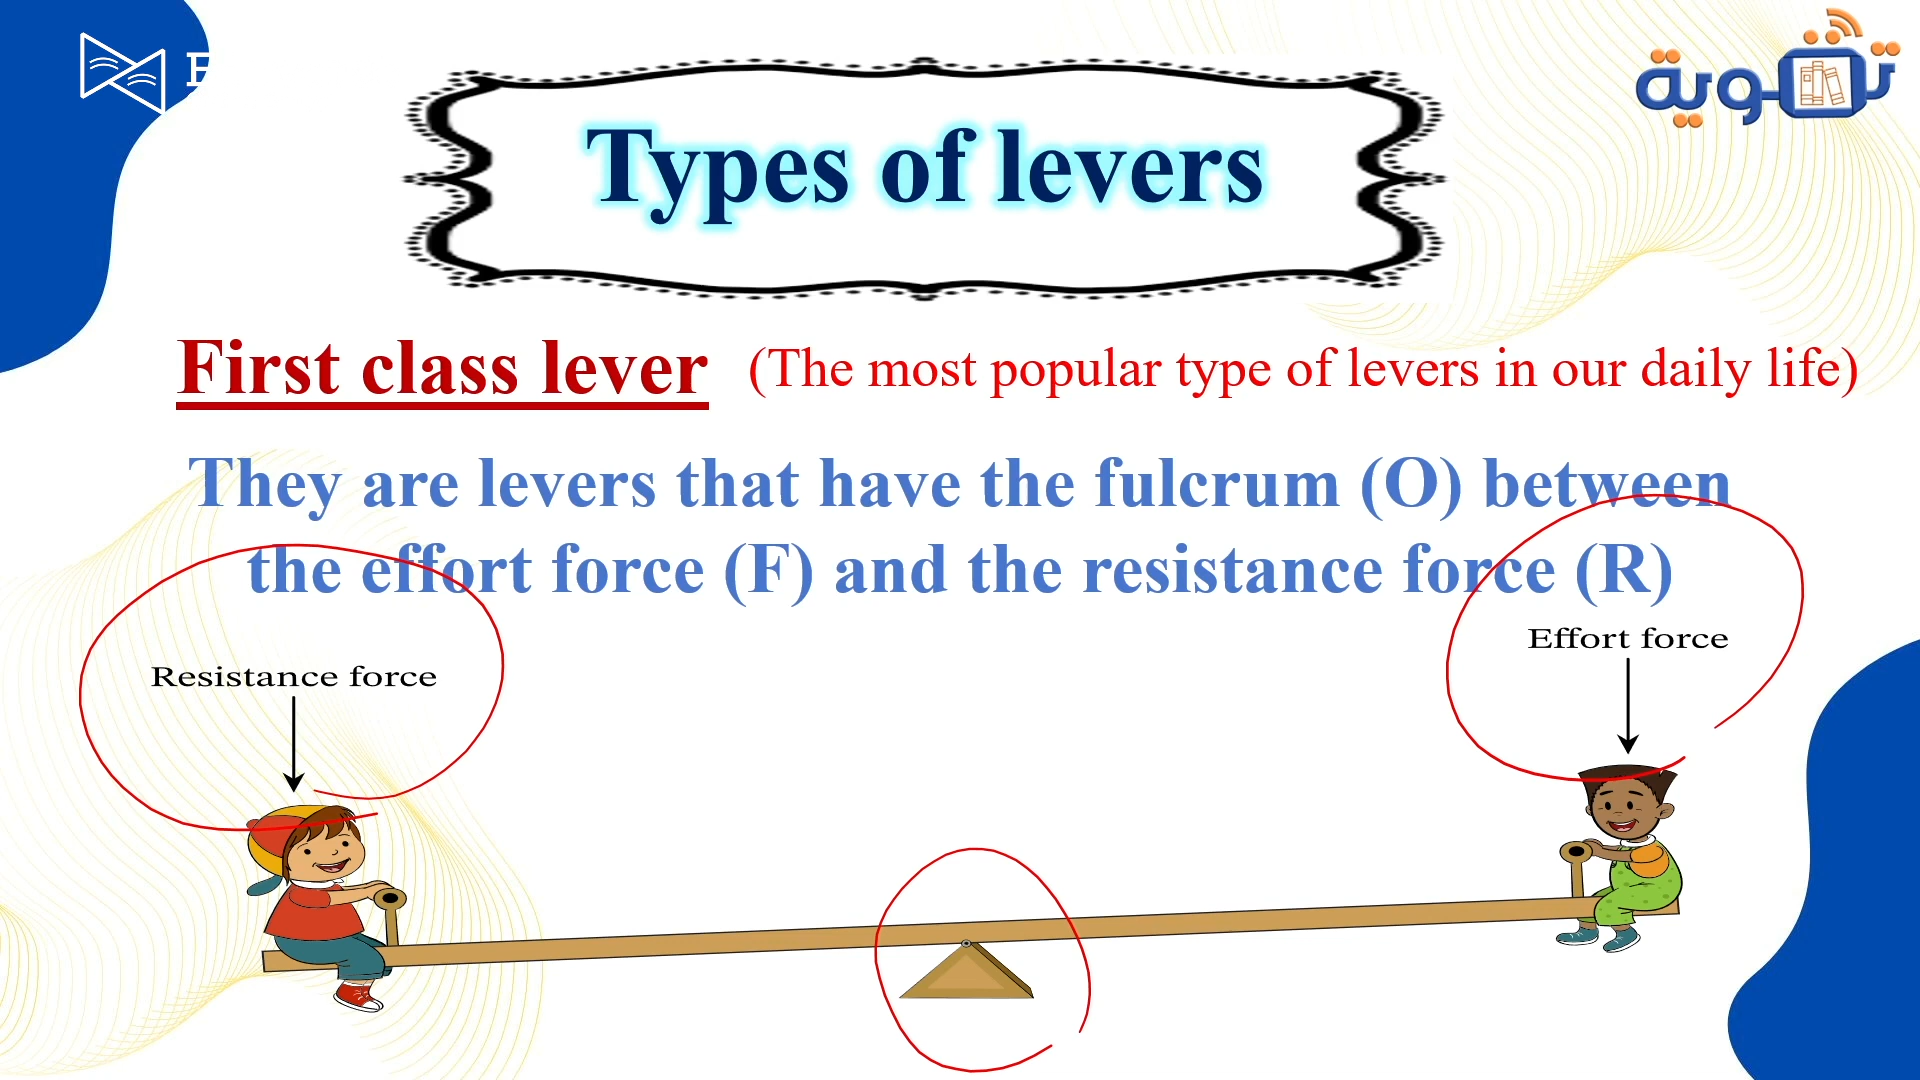 ثانوية
Types of levers
First class lever (The most popular type of levers in our daily life)
They are levers that have the fulcrum (O) between
the effort force (F) and the resistance force (R)
Effort force
Resistance force